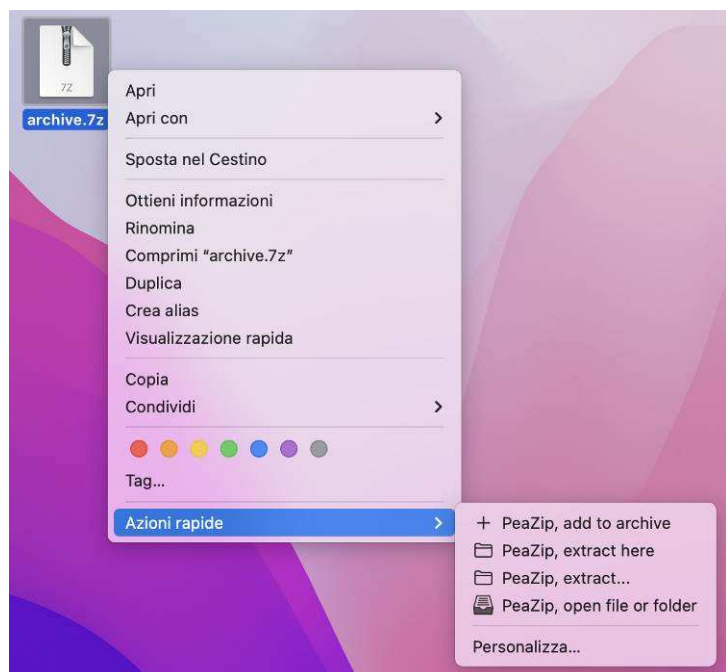 7Z
archive.7z
Apri
Apri con
Sposta nel Cestino
Ottieni informazioni
Rinomina
Comprimi “archive.7z”
Duplica
Crea alias
Visualizzazione rapida
Copia
Condividi
Tag...
Azioni rapide
PeaZip, add to archive
PeaZip, extract here
PeaZip, extract...
PeaZip, open file or folder
Personalizza...